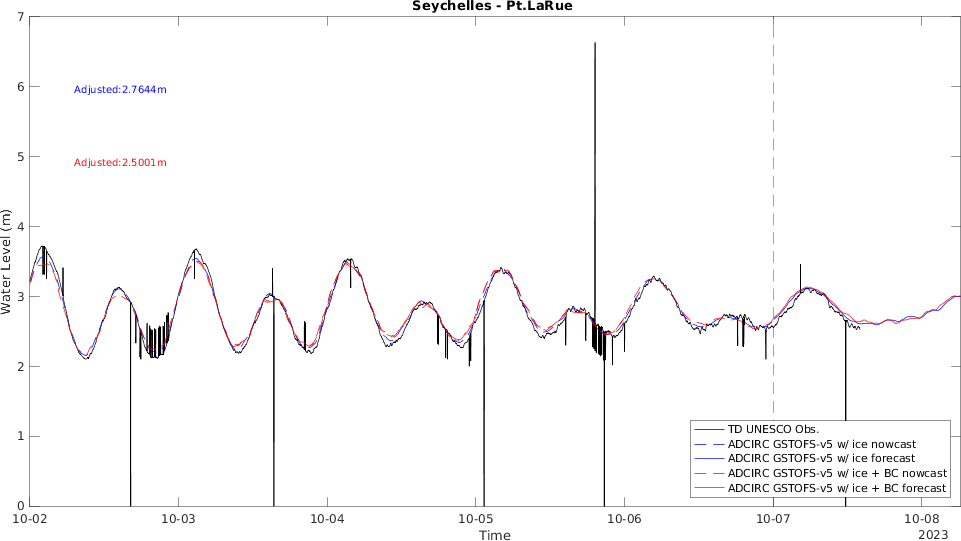 Seychelles - Pt.LaRue
7
6
5
4
3
2
1
0
Water Level (m)
Adjusted:2.7644m
Adjusted:2.5001m
TD UNESCO Obs.
ADCIRC GSTOFS-v5 w/ ice nowcast
ADCIRC GSTOFS-v5 w/ ice forecast
ADCIRC GSTOFS-v5 w/ ice + BC nowcast
ADCIRC GSTOFS-v5 w/ ice + BC forecast
10-02 10-03 10-04 10-05 10-06 10-07 10-08
Time
2023